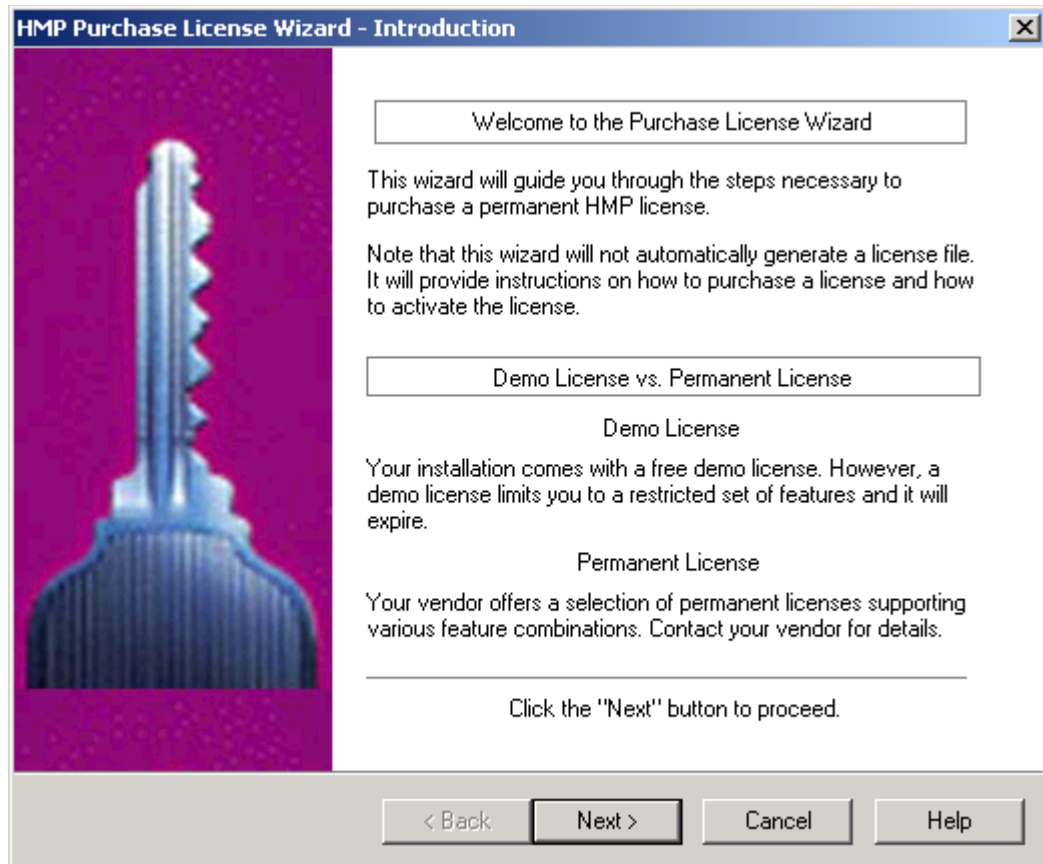 HMP Purchase License Wizard - Introduction
Welcome to the Purchase License Wizard
This wizard will guide you through the steps necessary to
purchase a permanent HMP license.
Note that this wizard will not automatically generate a license file.
It will provide instructions on how to purchase a license and how
to activate the license.
Demo License vs. Permanent License
Demo License
Your installation comes with a free demo license. However, a
demo license limits you to a restricted set of features and it will
expire.
Permanent License
Your vendor offers a selection of permanent licenses supporting
various feature combinations. Contact your vendor for details.
Click the "Next" button to proceed.
< Back
Next >
Cancel
Help